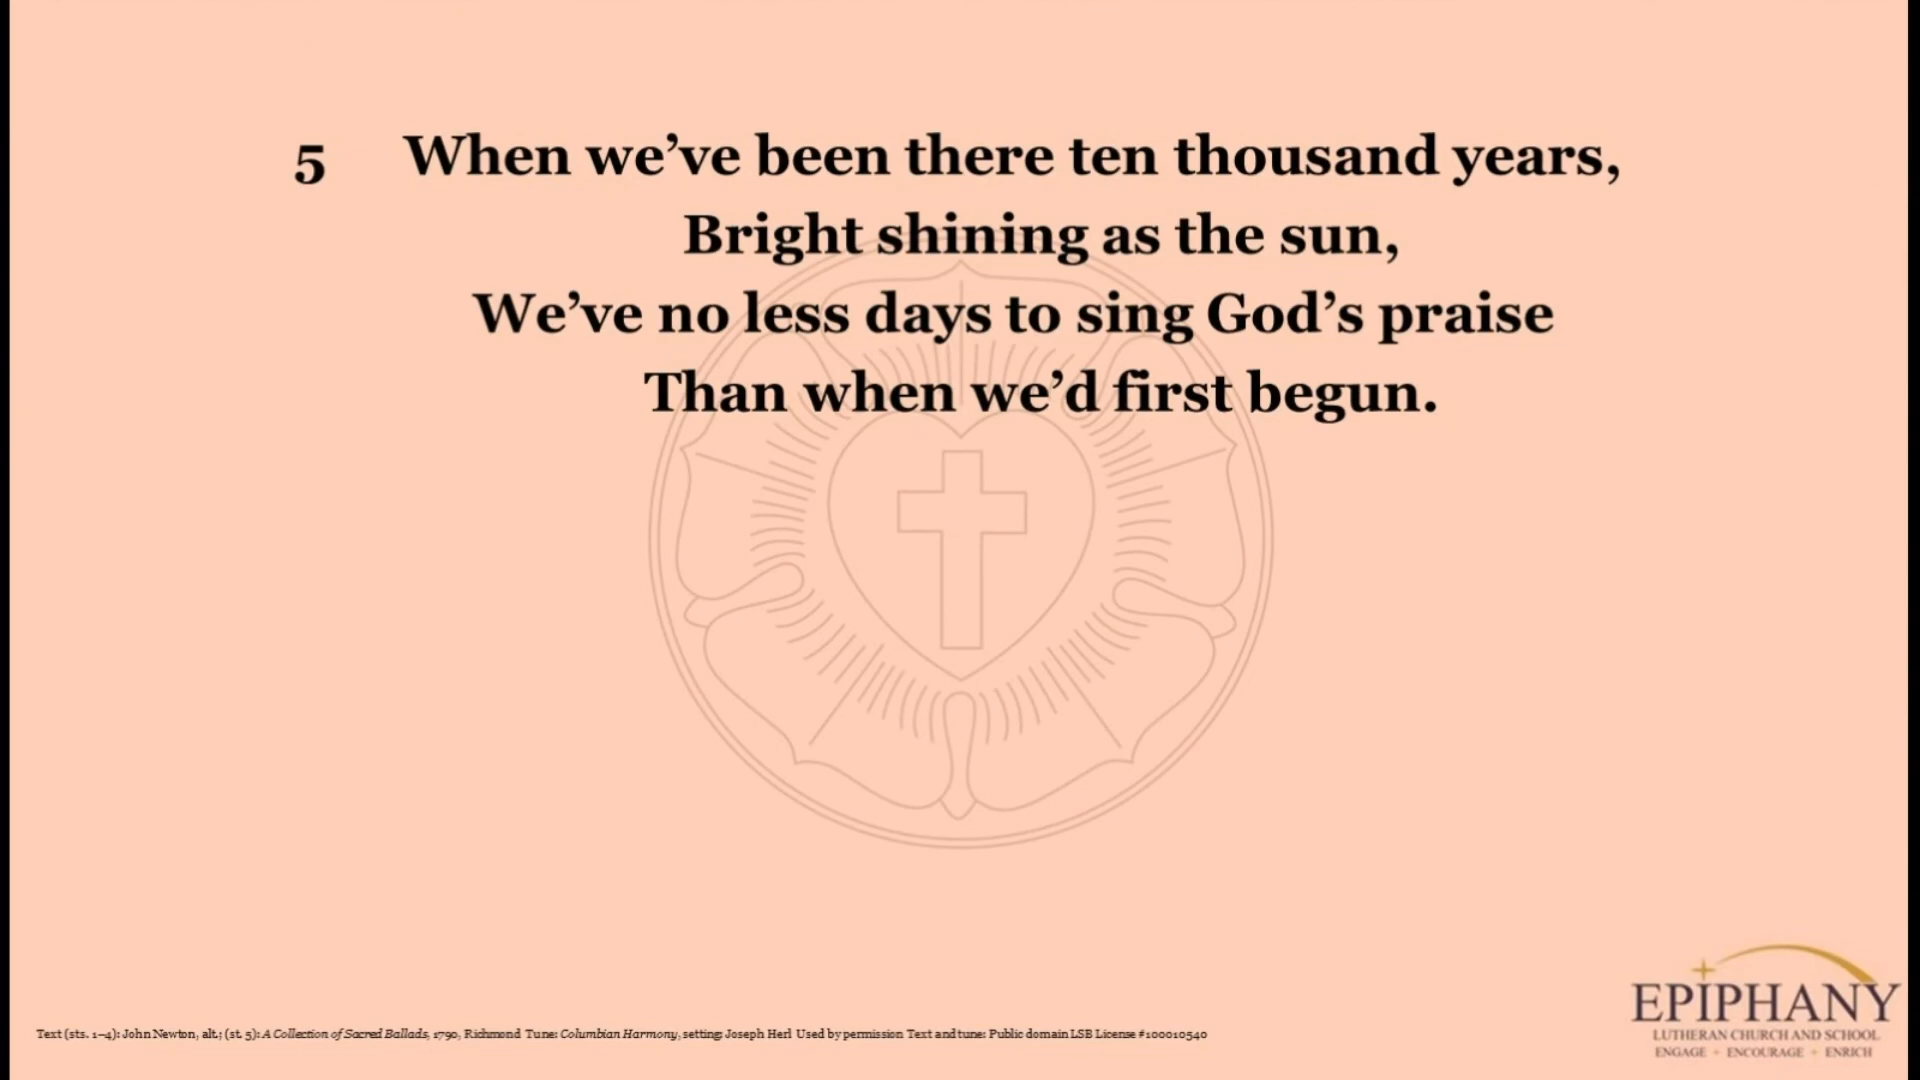 5 When we’ve been there ten thousand years,
Bright shining as the sun,
We’ve no less days to sing God’s praise
Than when we’d first begun.
Text (sts. 1–4): John Newton, alt.; (st. 5): A Collection of Sacred Ballads, 1790, Richmond Tune: Columbian Harmony, setting: Joseph Herl Used by permission Text and tune: Public domain LSB License #100010540
EPIPHANY
LUTHERAN CHURCH AND SCHOOL
ENGAGE + ENCOURAGE + ENRICH